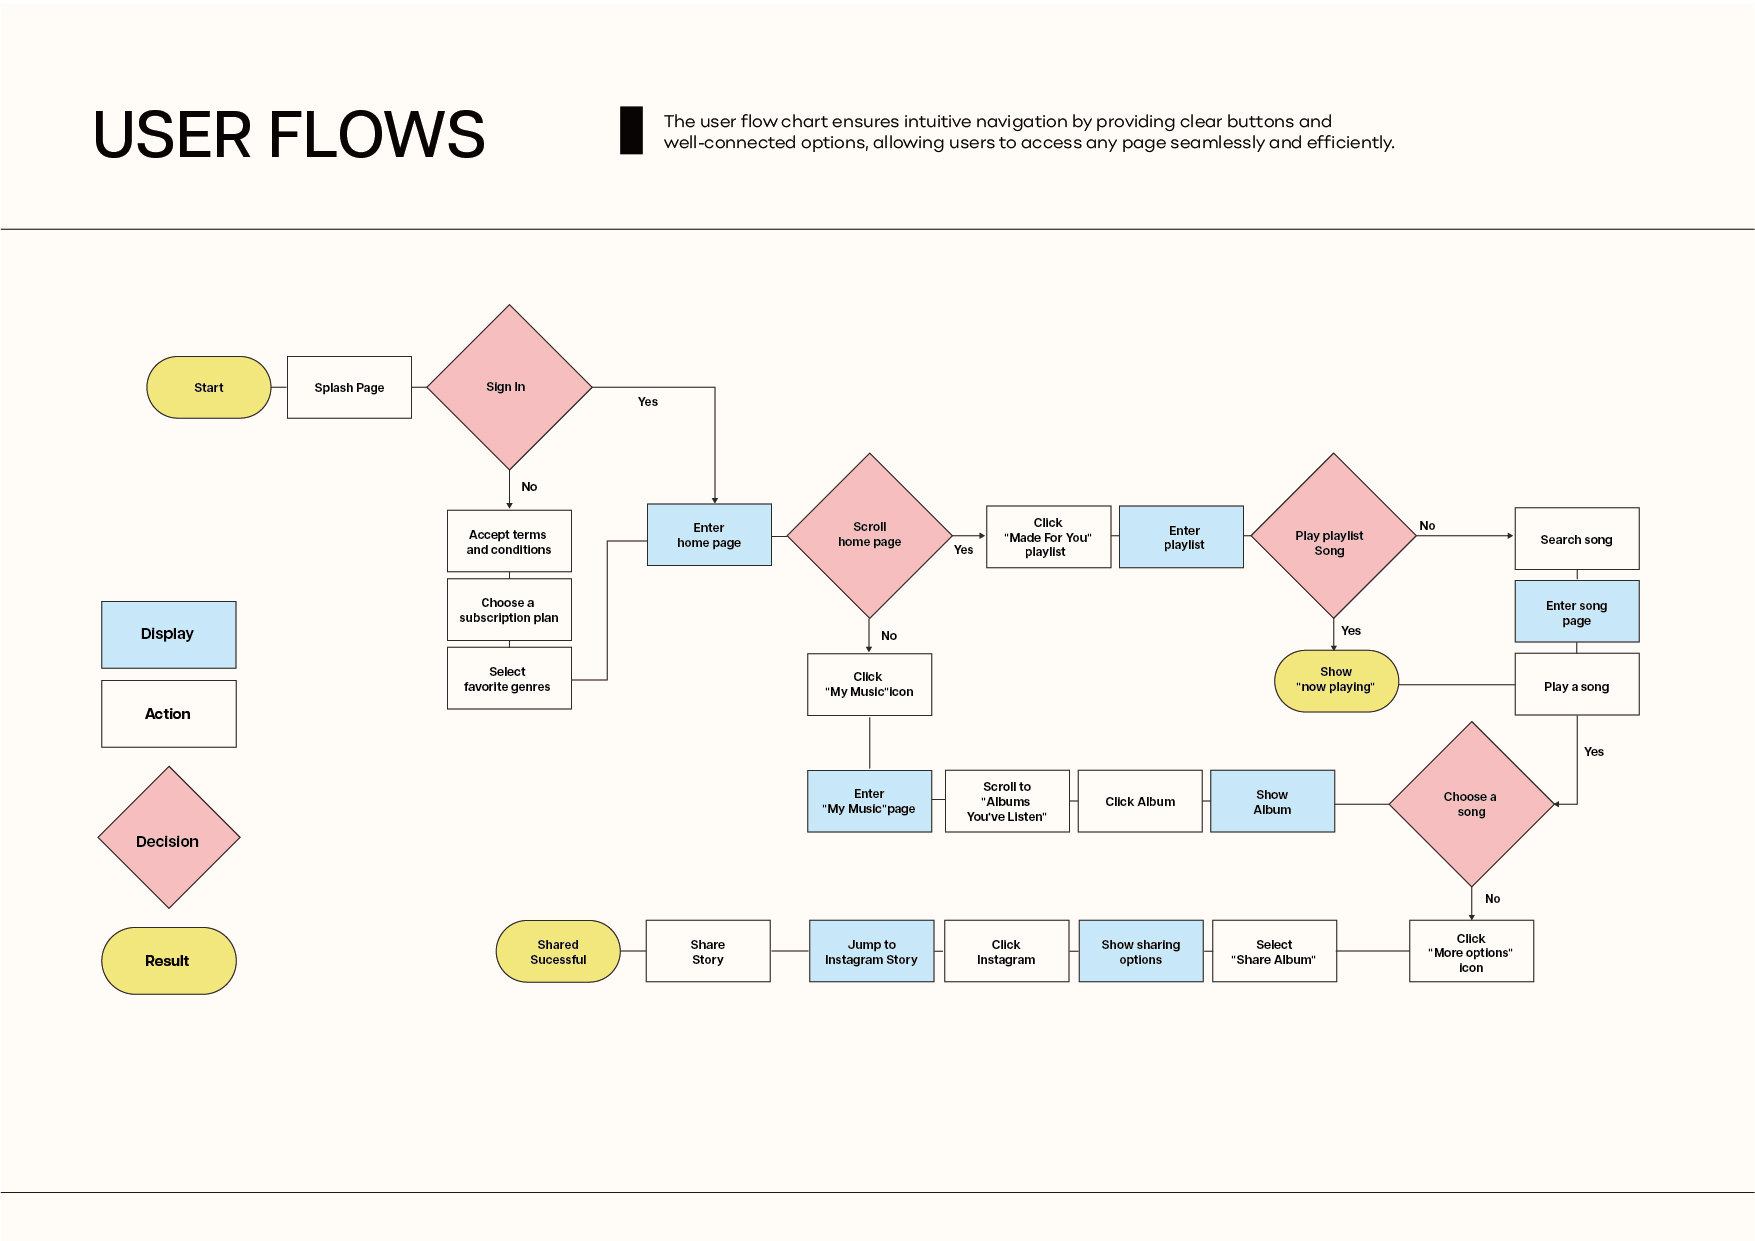 USER FLOWS
The user flow chart ensures intuitive navigation by providing clear buttons and
well-connected options, allowing users to access any page seamlessly and efficiently.
Start
Splash Page
Sign In
Yes
No
Accept terms
and conditions
Choose a
subscription plan
Select
favorite genres
Enter
home page
Scroll
home page
Yes
No
Click
"Made For You"
playlist
Enter
playlist
Play playlist
Song
No
Yes
Search song
Enter song
page
Play a song
Show
"now playing"
Yes
Click
"My Music"icon
Enter
"My Music"page
Scroll to
"Albums
You've Listen"
Click Album
Show
Album
Choose a
song
No
Click
"More options"
icon
Select
"Share Album"
Show sharing
options
Click
Instagram
Jump to
Instagram Story
Share
Story
Shared
Sucessful
Display
Action
Decision
Result